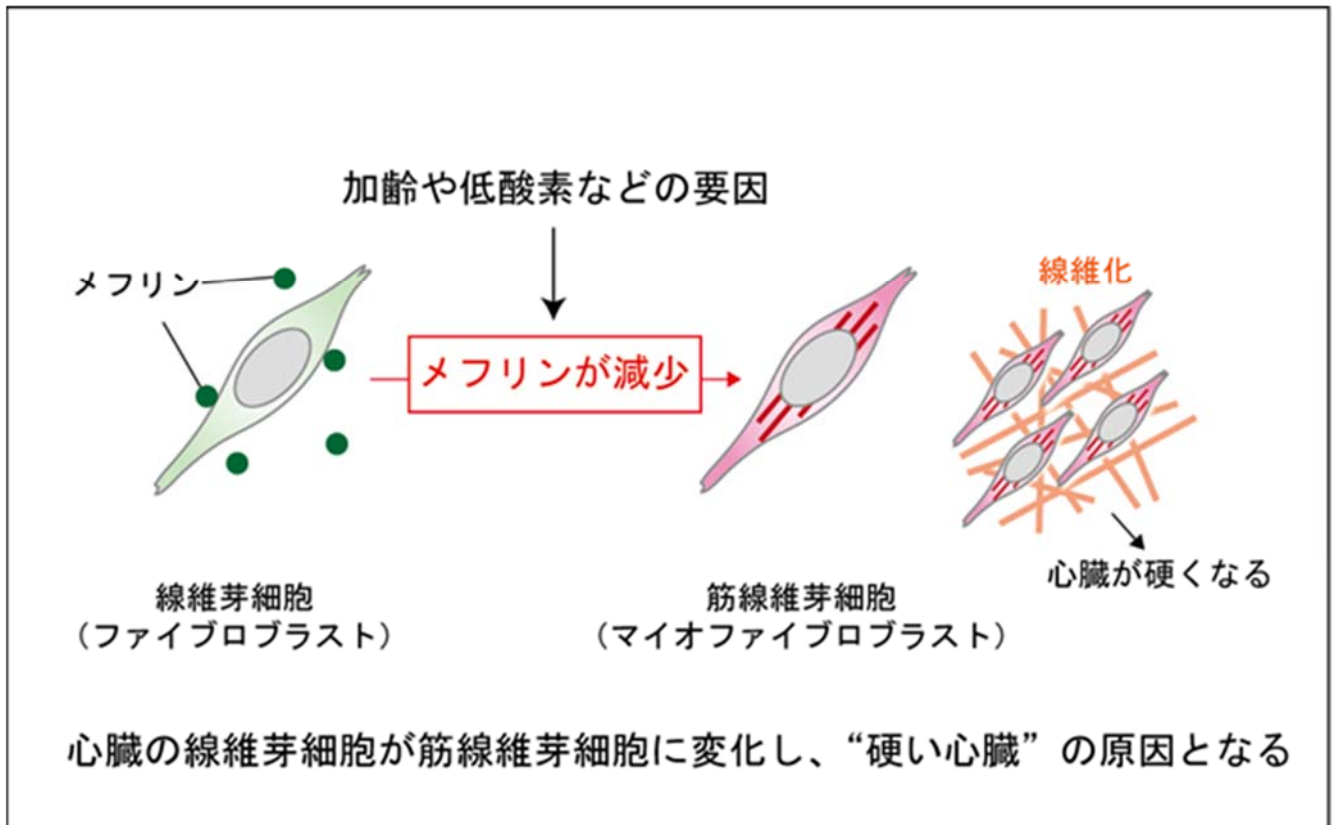 加齢や低酸素などの要因
メフリン
メフリンが減少
線維化
心臓が硬くなる
線維芽細胞
（ファイブロブラスト）
筋線維芽細胞
（マイオファイブロブラスト）
心臓の線維芽細胞が筋線維芽細胞に変化し、“硬い心臓”の原因となる